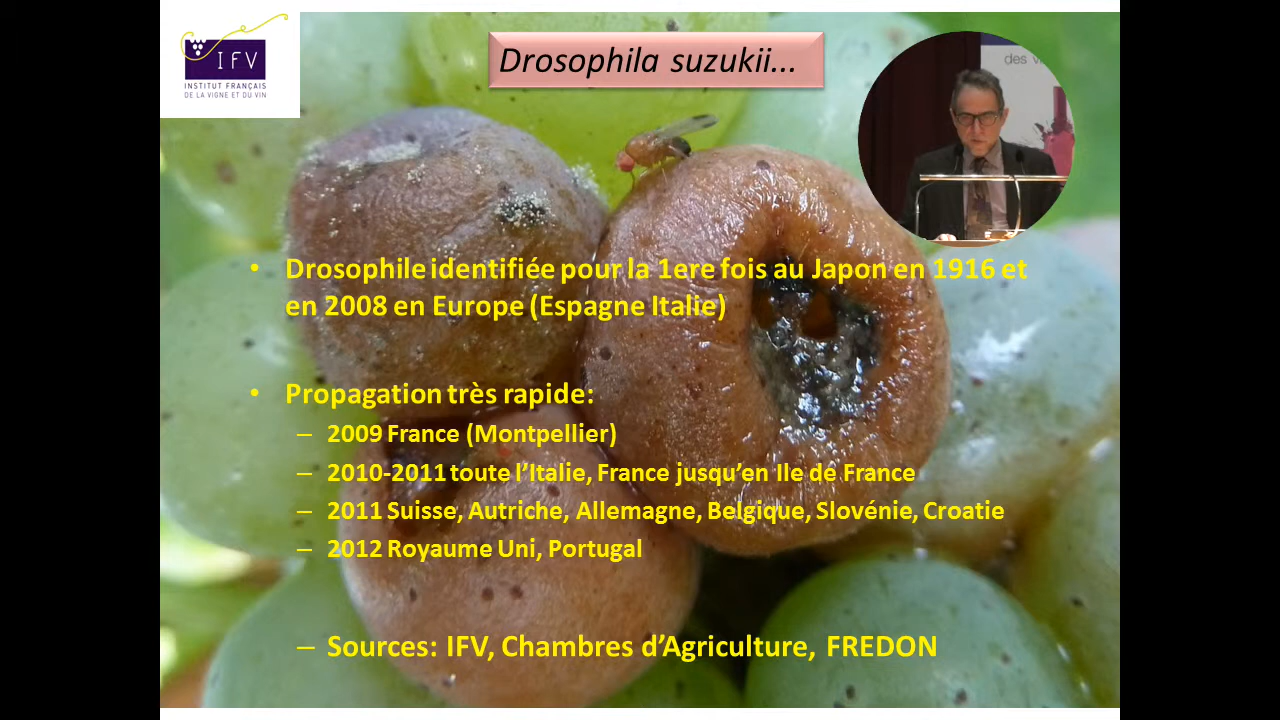 IFV
INSTITUT FRANÇAIS
DE LA VIGNE ET DU VIN
Drosophila suzukii...
des
• Drosophile identifiée pour la 1ere fois au Japon en 1916 et
en 2008 en Europe (Espagne Italie)
• Propagation très rapide:
– 2009 France (Montpellier)
– 2010-2011 toute l’Italie, France jusqu’en Ile de France
– 2011 Suisse, Autriche, Allemagne, Belgique, Slovénie, Croatie
– 2012 Royaume Uni, Portugal
– Sources: IFV, Chambres d’Agriculture, FREDON